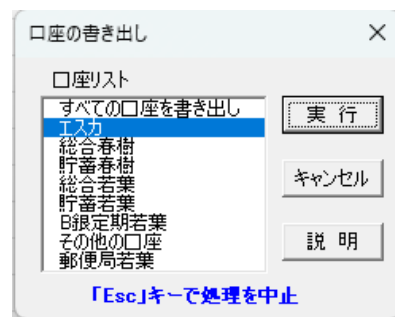 口座の書き出し
口座リスト
すべての口座を書き出し
エスカ
総合春樹
貯蓄春樹
総合若葉
貯蓄若葉
B銀定期若葉
その他の口座
郵便局若葉
実 行
キャンセル
説 明
「Esc」キーで処理を中止